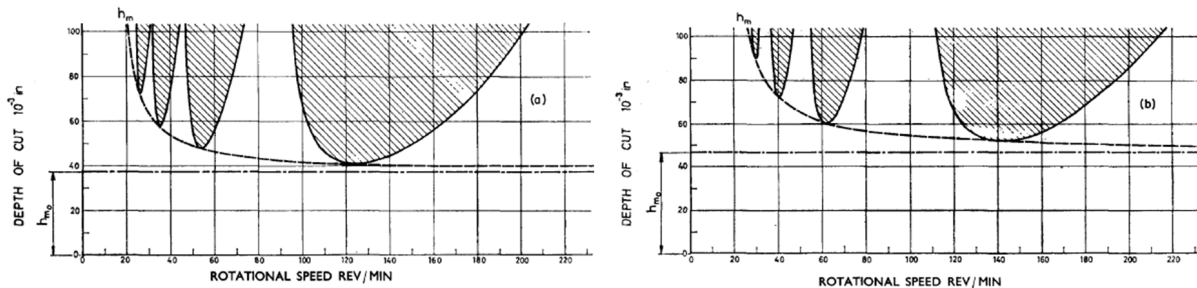 h_m
100
80
60
40
20
0
DEPTH OF CUT 10⁻³ in
h_mo
(a)
0 20 40 60 80 100 120 140 160 180 200 220
ROTATIONAL SPEED REV/MIN
h_m
100
80
60
40
20
0
DEPTH OF CUT 10⁻³ in
h_mo
(b)
0 20 40 60 80 100 120 140 160 180 200 220
ROTATIONAL SPEED REV/MIN